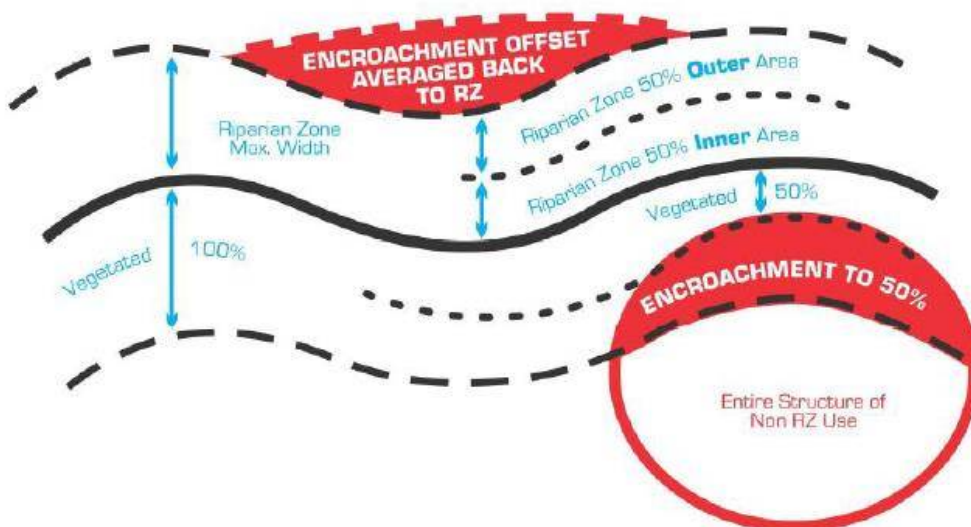 ENCROACHMENT OFFSET
AVERAGED BACK
TO RZ
Riparian Zone
Max. Width
Riparian Zone 50% Outer Area
Riparian Zone 50% Inner Area
Vegetated 50%
Vegetated 100%
ENCROACHMENT TO 50%
Entire Structure of
Non RZ Use